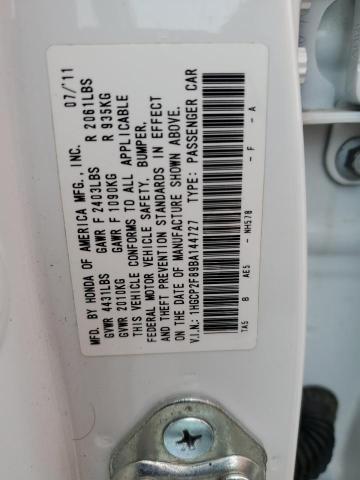 MFD. BY HONDA OF AMERICA MFG., INC. 07/11
GVWR 4431LBS GAWR F 2403LBS R 2061LBS
GVWR 2010KG GAWR F 1090KG R 935KG
THIS VEHICLE CONFORMS TO ALL APPLICABLE
FEDERAL MOTOR VEHICLE SAFETY, BUMPER,
AND THEFT PREVENTION STANDARDS IN EFFECT
ON THE DATE OF MANUFACTURE SHOWN ABOVE.
V.I.N.: 1HGCP2F89BA144727 TYPE: PASSENGER CAR
TA5 B AE5 - NH578 - F - A